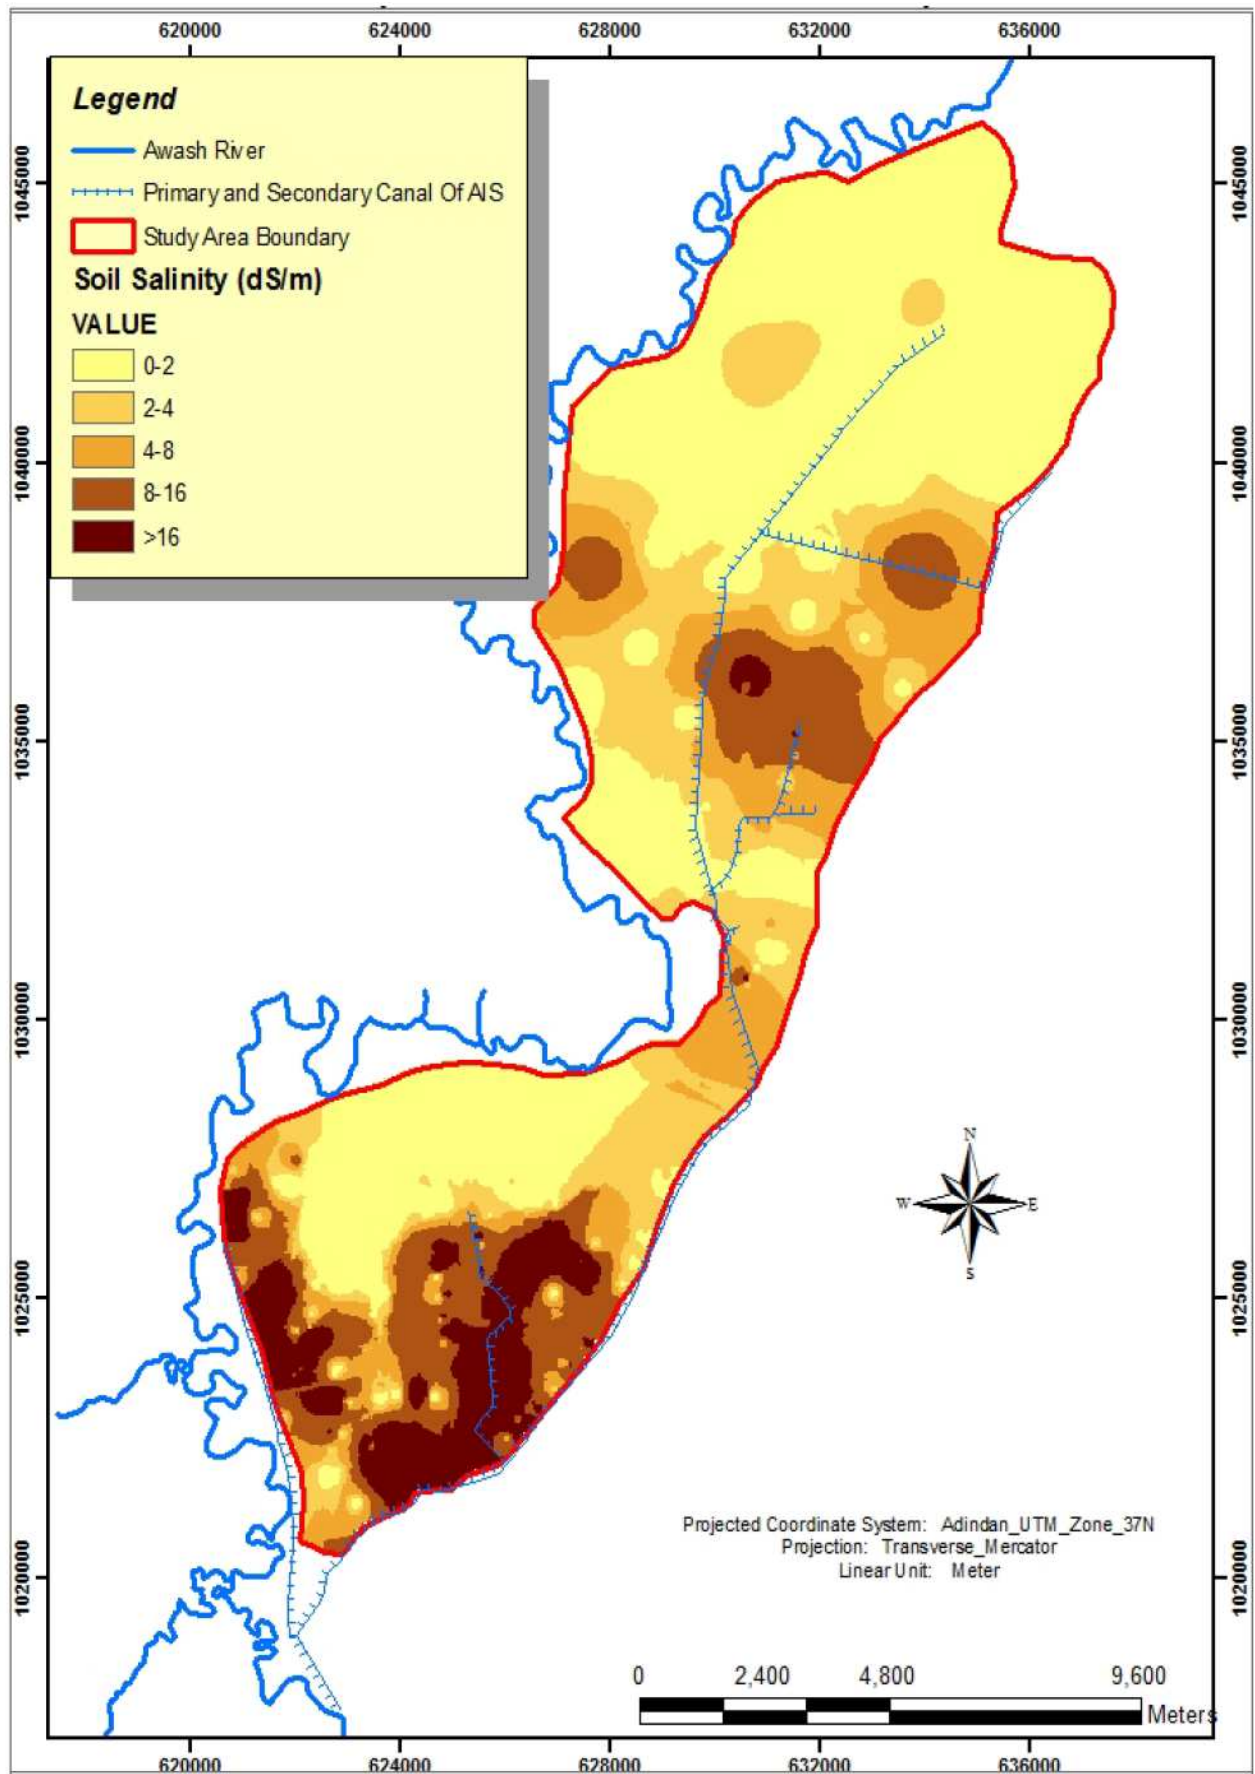 620000 624000 628000 632000 636000
Legend
Awash River
Primary and Secondary Canal Of AIS
Study Area Boundary
Soil Salinity (dS/m)
VALUE
0-2
2-4
4-8
8-16
>16
1045000 1045000
1040000 1040000
1035000 1035000
1030000 1030000
1025000 1025000
1020000 1020000
N
W E
S
Projected Coordinate System: Adindan_UTM_Zone_37N
Projection: Transverse_Mercator
Linear Unit: Meter
0 2,400 4,800 9,600
Meters
620000 624000 628000 632000 636000